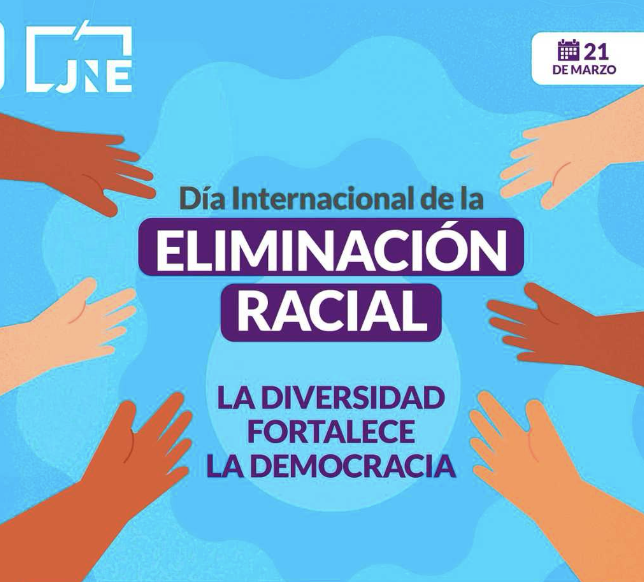 JNE
21
DE MARZO
Día Internacional de la
ELIMINACIÓN
RACIAL
LA DIVERSIDAD
FORTALECE
LA DEMOCRACIA